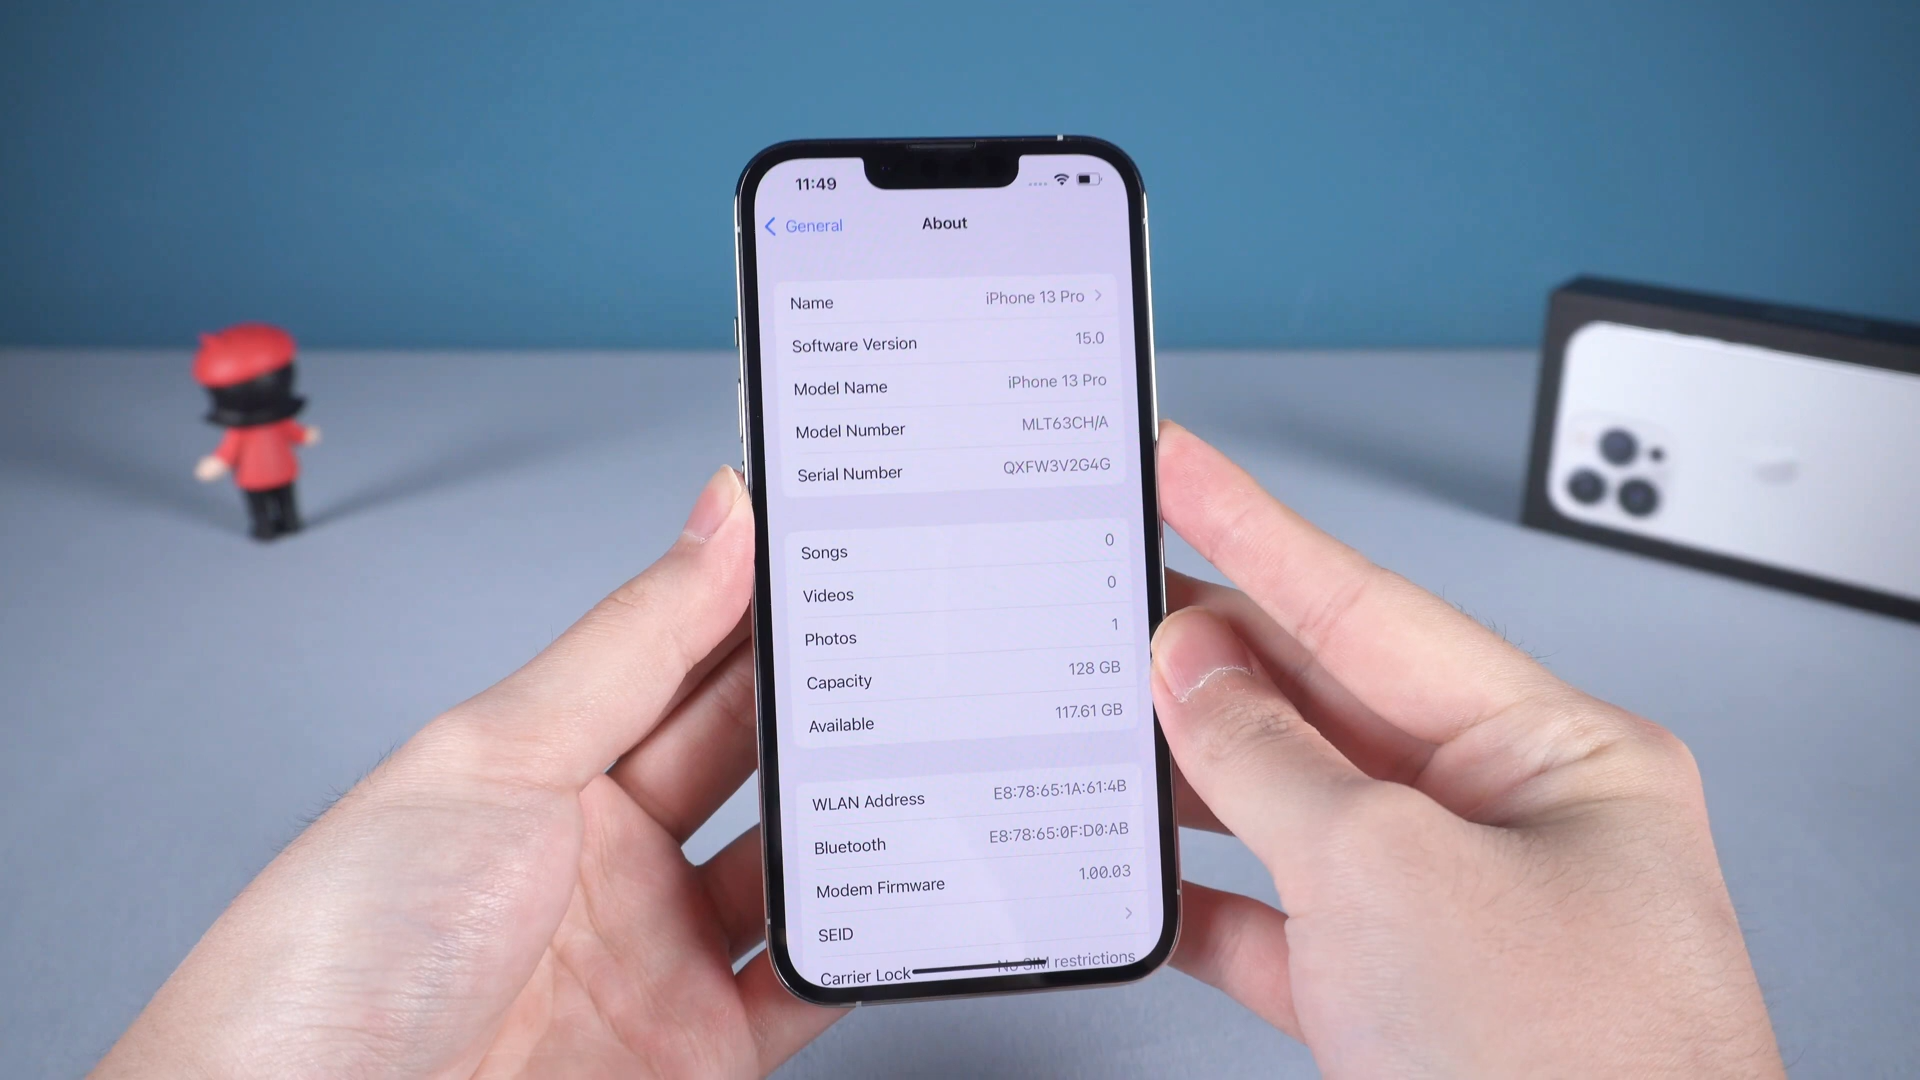 11:49
General
About
Name iPhone 13 Pro
Software Version 15.0
Model Name iPhone 13 Pro
Model Number MLT63CH/A
Serial Number QXFW3V2G4G
Songs 0
Videos 0
Photos 1
Capacity 128 GB
Available 117.61 GB
WLAN Address E8:78:65:1A:61:4B
Bluetooth E8:78:65:0F:D0:AB
Modem Firmware 1.00.03
SEID
Carrier Lock No SIM restrictions